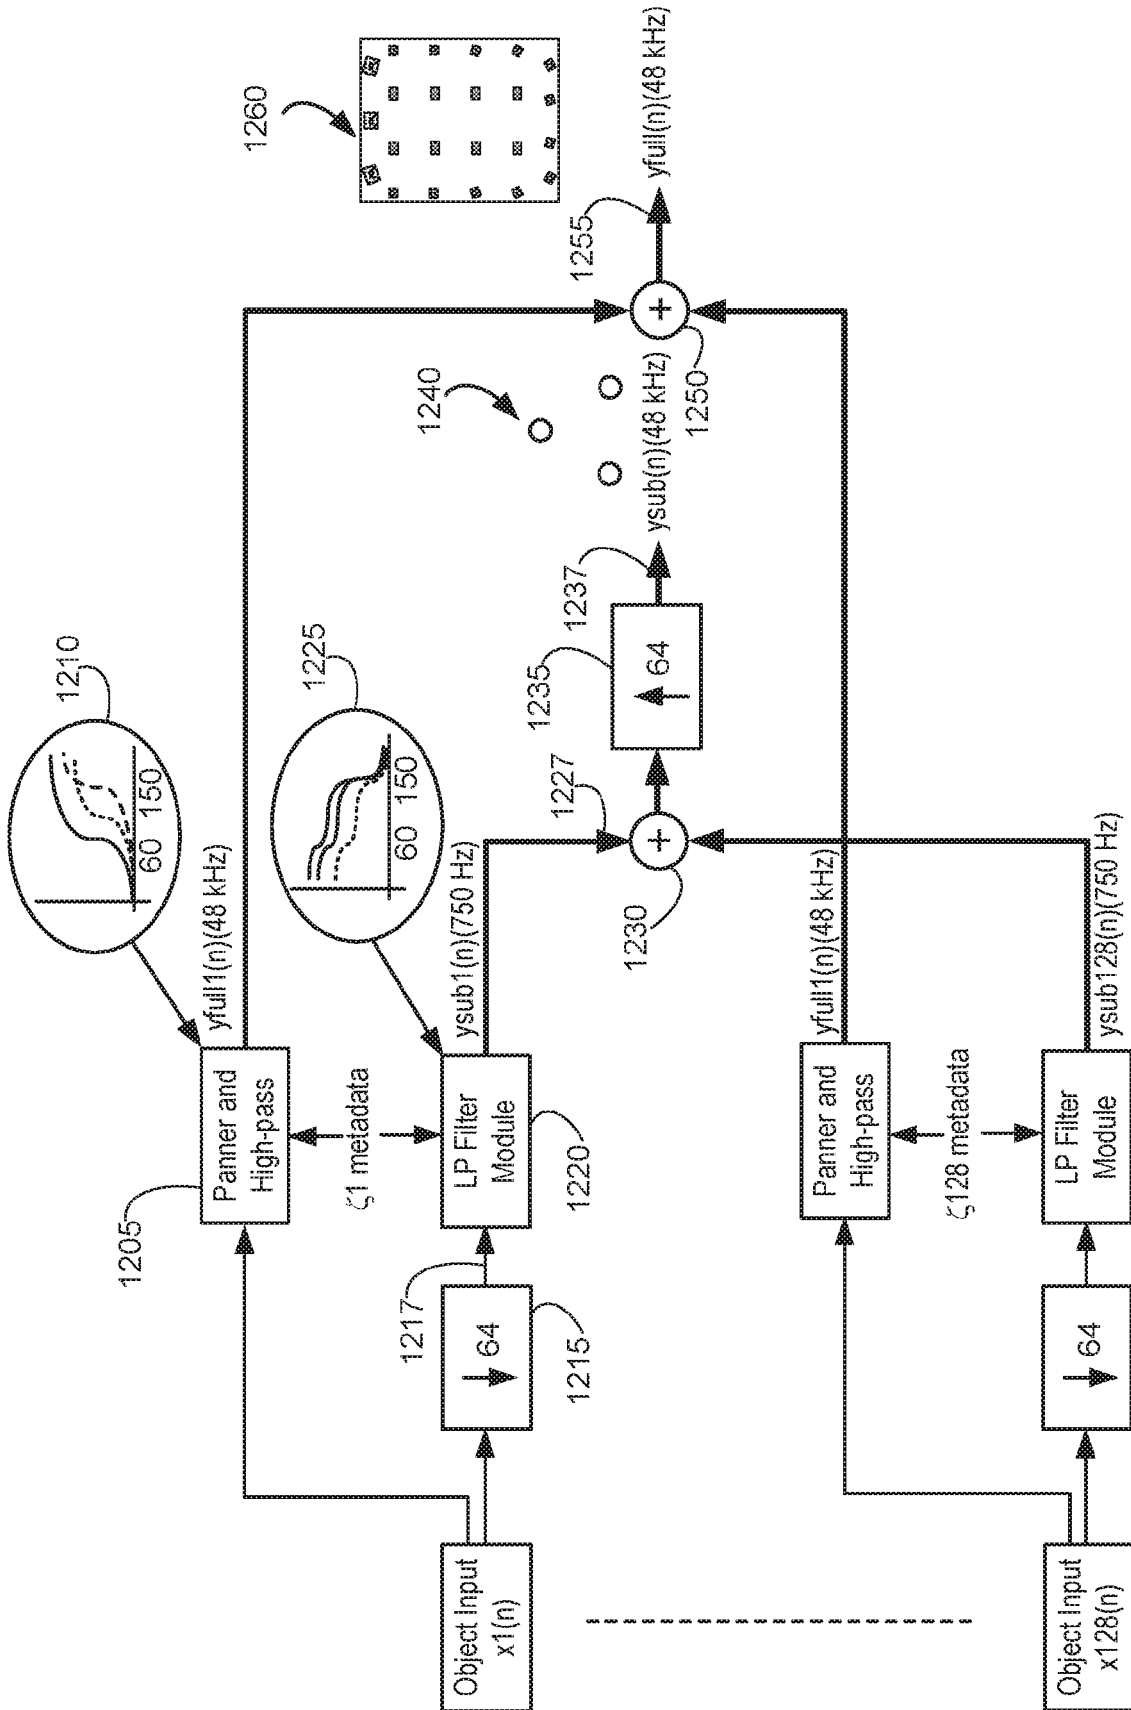 Object Input
x1(n)
1205
Panner and
High-pass
yfull1(n)(48 kHz)
1210
60 150
ζ1 metadata
64
1215
1217
LP Filter
Module
1220
ysub1(n)(750 Hz)
1225
60 150
1227
+
1230
1235
64
1237
ysub(n)(48 kHz)
1240
+
1250
1255
yfull(n)(48 kHz)
1260
Object Input
x128(n)
Panner and
High-pass
yfull1(n)(48 kHz)
ζ128 metadata
64
LP Filter
Module
ysub128(n)(750 Hz)